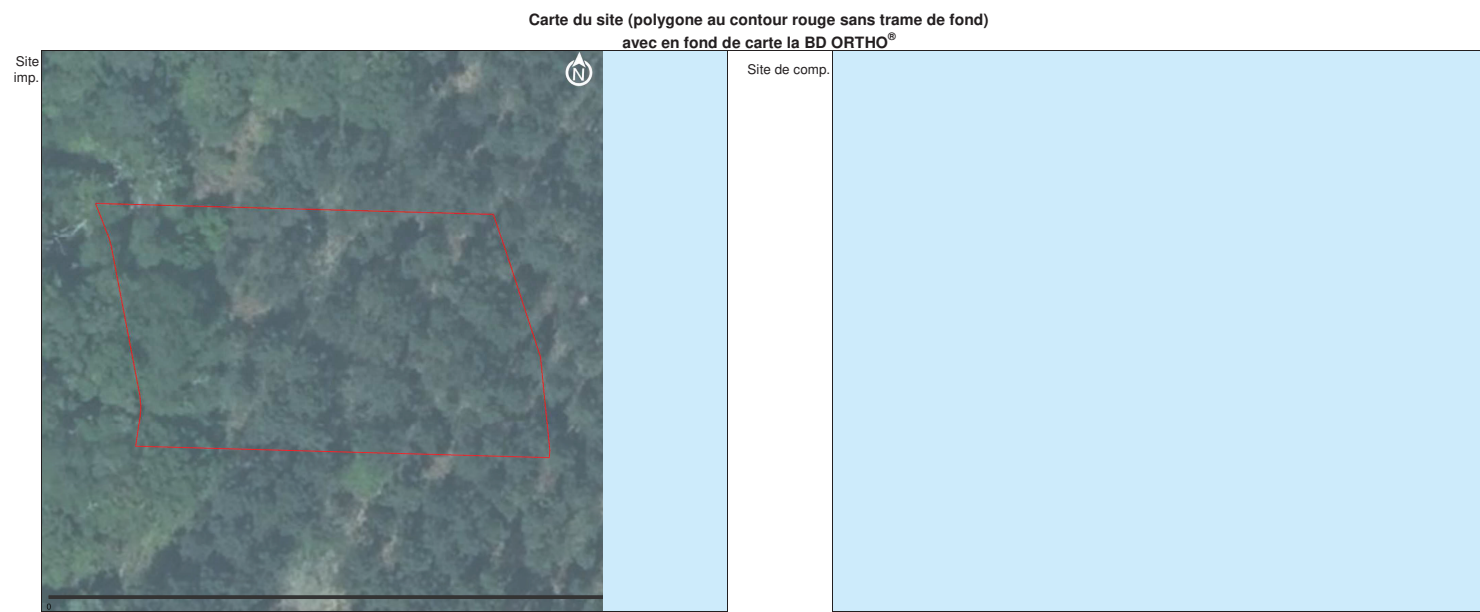 Carte du site (polygone au contour rouge sans trame de fond)
avec en fond de carte la BD ORTHO®
Site
imp.
N
Site de comp.
0